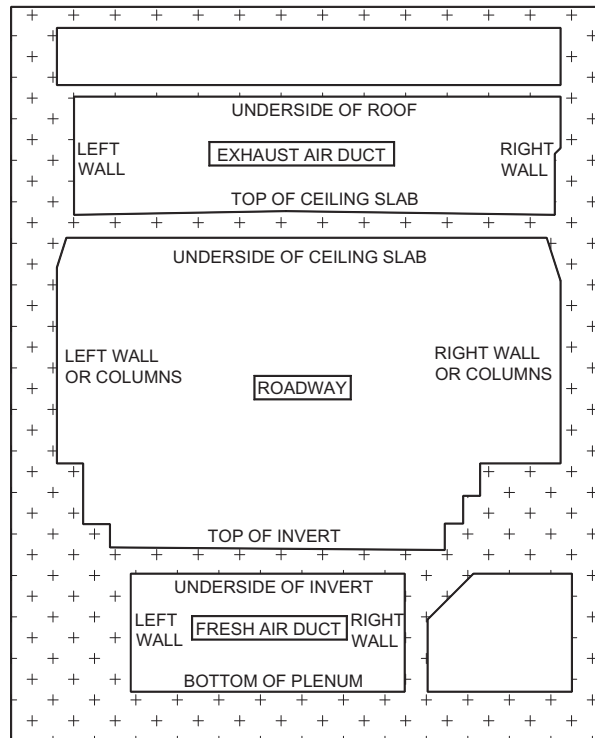 UNDERSIDE OF ROOF
LEFT
WALL
EXHAUST AIR DUCT
RIGHT
WALL
TOP OF CEILING SLAB
UNDERSIDE OF CEILING SLAB
LEFT WALL
OR COLUMNS
RIGHT WALL
OR COLUMNS
ROADWAY
TOP OF INVERT
UNDERSIDE OF INVERT
LEFT
WALL
FRESH AIR DUCT
RIGHT
WALL
BOTTOM OF PLENUM